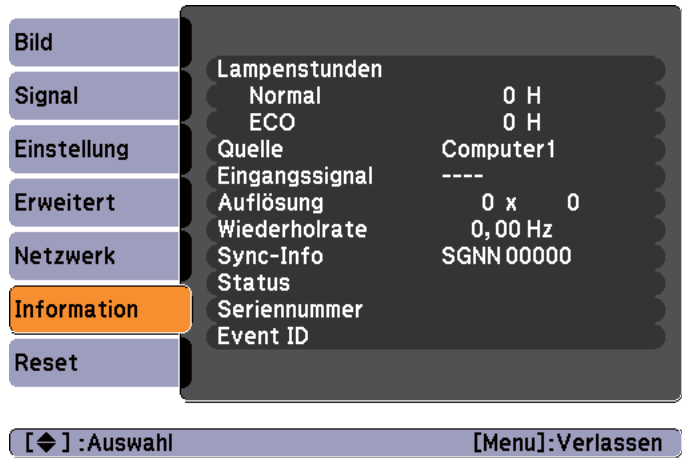 Bild
Signal
Einstellung
Erweitert
Netzwerk
Information
Reset
Lampenstunden
Normal 0 H
ECO 0 H
Quelle Computer1
Eingangssignal ----
Auflösung 0 x 0
Wiederholrate 0,00 Hz
Sync-Info SGNN 00000
Status
Seriennummer
Event ID
[◆] :Auswahl [Menu]:Verlassen